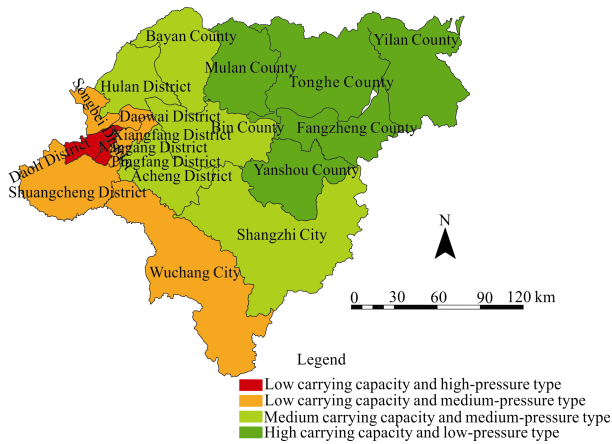 Bayan County
Yilan County
Mulan County
Tonghe County
Hulan District
Songbei
Daowai District
Bin County
Fangzheng County
Xiangfang District
Nangang District
Daoli District
Pingfang District
Acheng District
Yanshou County
Shuangcheng District
Shangzhi City
Wuchang City
N
0 30 60 90 120 km
Legend
Low carrying capacity and high-pressure type
Low carrying capacity and medium-pressure type
Medium carrying capacity and medium-pressure type
High carrying capacity and low-pressure type